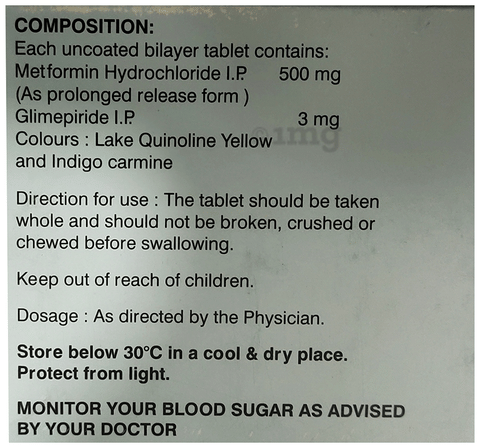 COMPOSITION:
Each uncoated bilayer tablet contains:
Metformin Hydrochloride I.P. 500 mg
(As prolonged release form )
Glimepiride I.P. 3 mg
Colours : Lake Quinoline Yellow
and Indigo carmine
1mg
Direction for use : The tablet should be taken
whole and should not be broken, crushed or
chewed before swallowing.
Keep out of reach of children.
Dosage : As directed by the Physician.
Store below 30°C in a cool & dry place.
Protect from light.
MONITOR YOUR BLOOD SUGAR AS ADVISED
BY YOUR DOCTOR